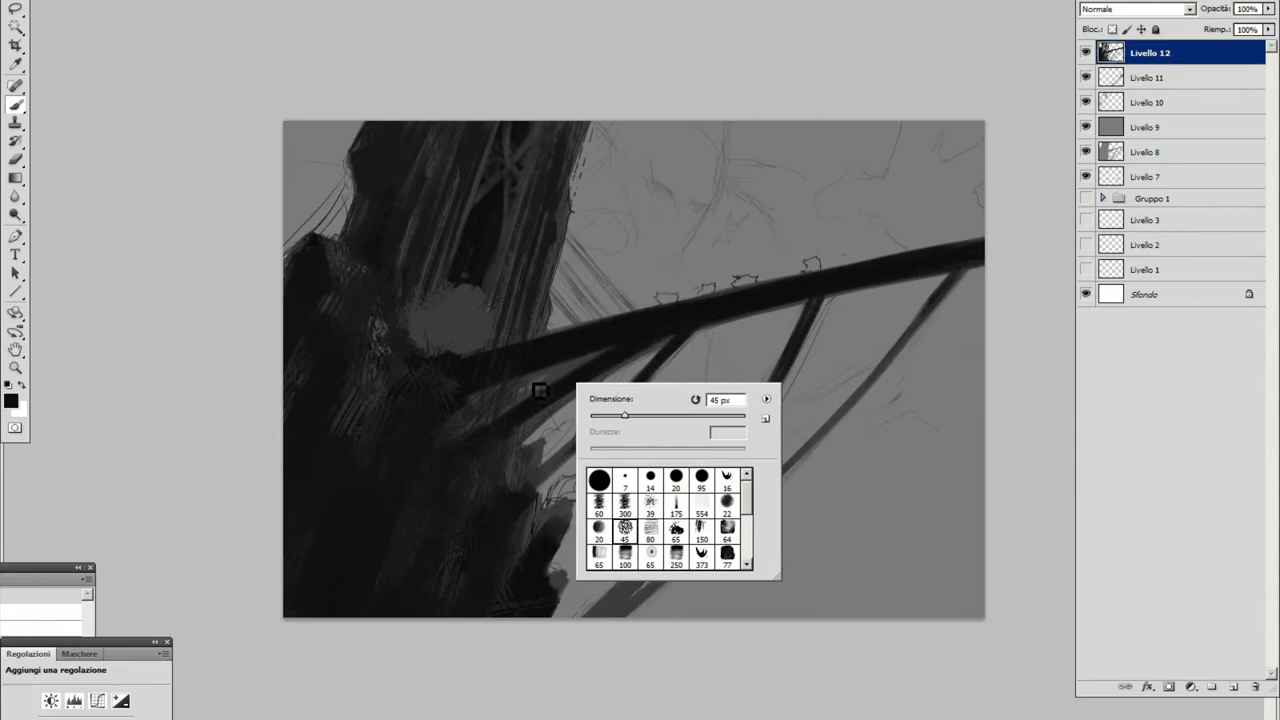 Normale
Opacità: 100%
Bloc.:
Riemp.: 100%
Livello 12
Livello 11
Livello 10
Livello 9
Livello 8
Livello 7
Gruppo 1
Livello 3
Livello 2
Livello 1
Sfondo
Dimensione: 45 px
Durezza:
7 14 20 95 16
60 300 39 175 554 22
20 45 80 65 150 64
65 100 65 250 373 77
Regolazioni Maschere
Aggiungi una regolazione